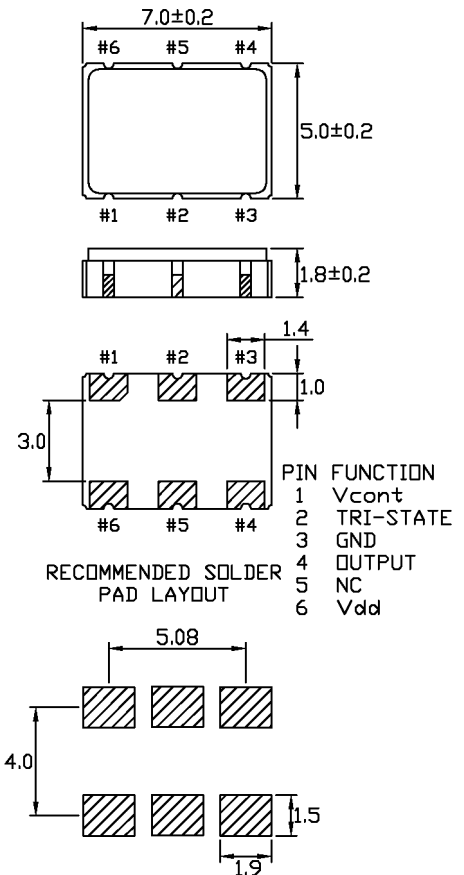 7.0±0.2
#6 #5 #4
5.0±0.2
#1 #2 #3
1.8±0.2
1.4
#1 #2 #3
1.0
3.0
#6 #5 #4
PIN FUNCTION
1 Vcont
2 TRI-STATE
3 GND
4 OUTPUT
5 NC
6 Vdd
RECOMMENDED SOLDER
PAD LAYOUT
5.08
4.0
1.5
1.9